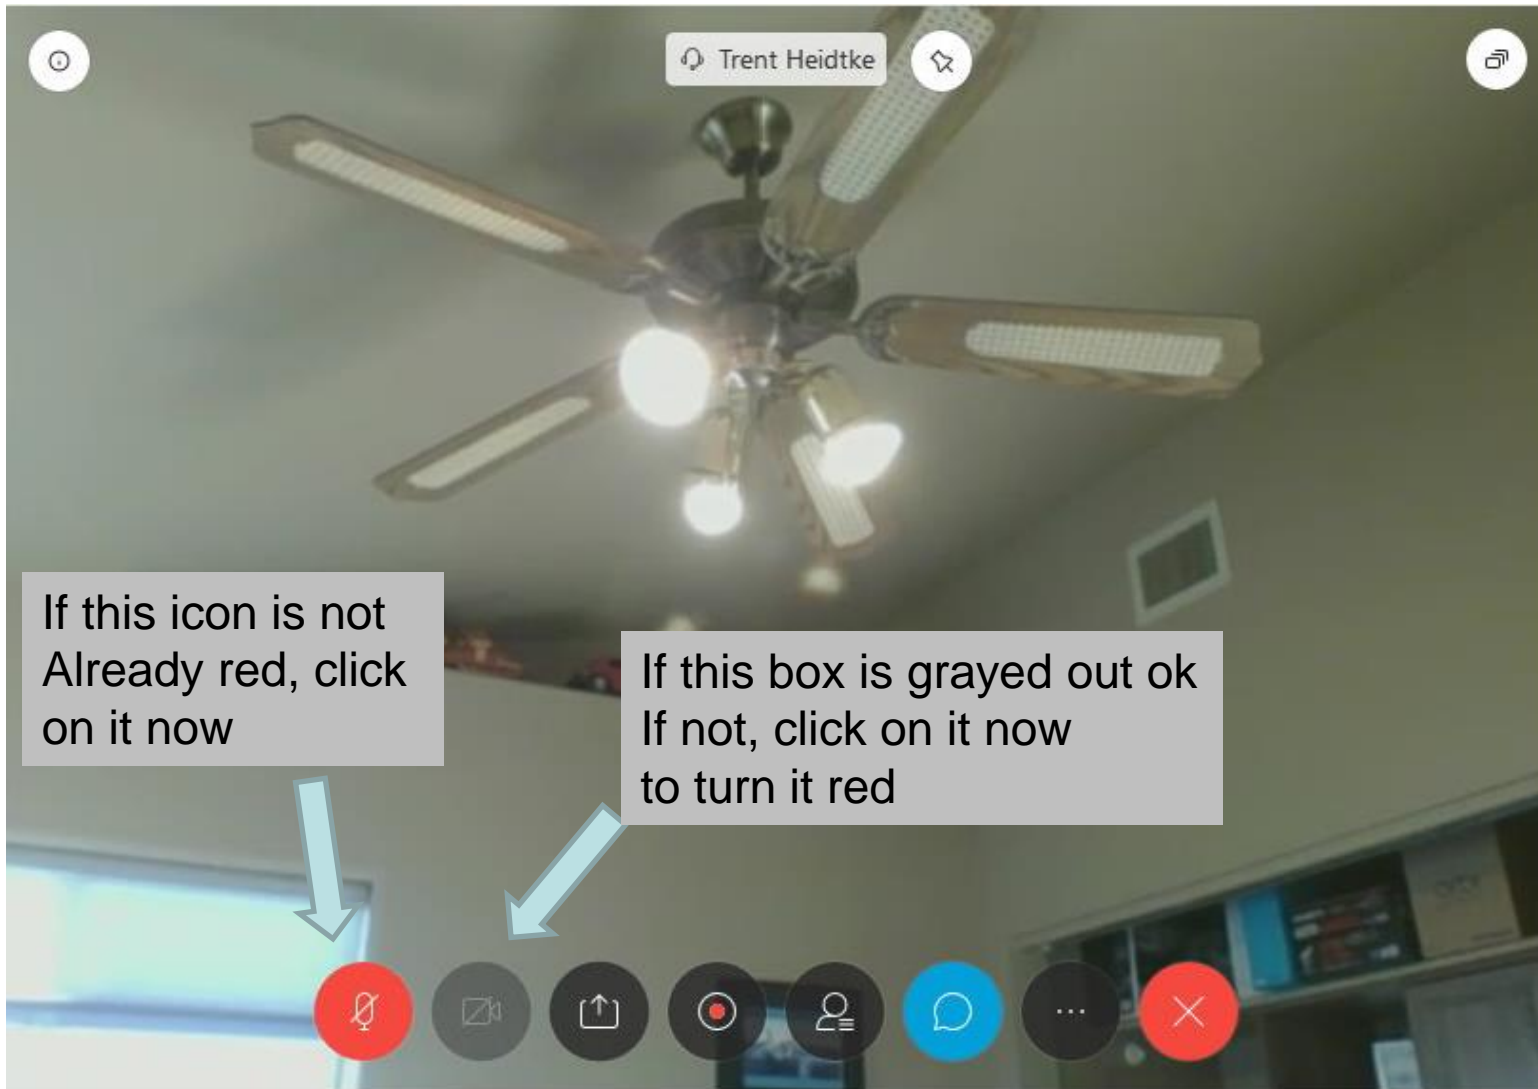 Trent Heidtke
If this icon is not
Already red, click
on it now
If this box is grayed out ok
If not, click on it now
to turn it red